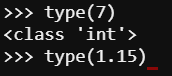 >>> type(7)
<class 'int'>
>>> type(1.15)